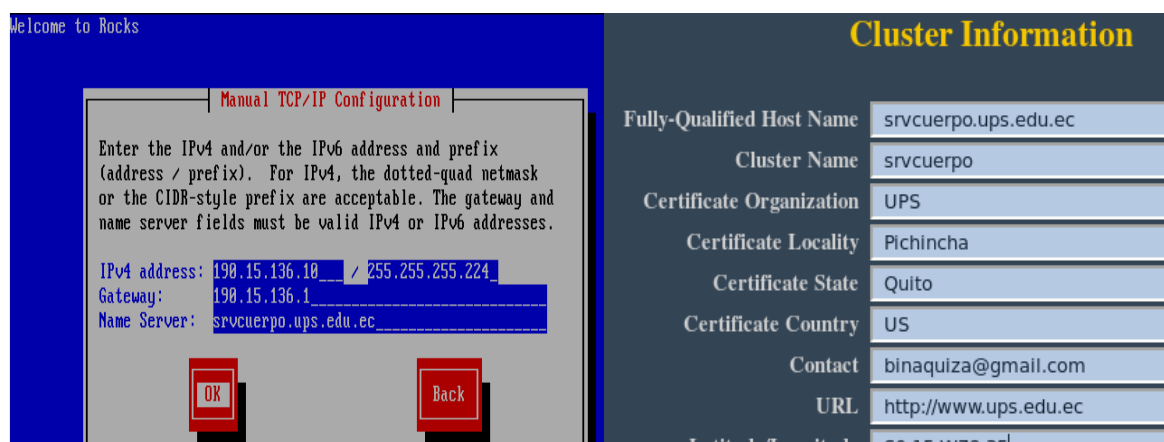 Welcome to Rocks
Manual TCP/IP Configuration
Enter the IPv4 and/or the IPv6 address and prefix
(address / prefix). For IPv4, the dotted-quad netmask
or the CIDR-style prefix are acceptable. The gateway and
name server fields must be valid IPv4 or IPv6 addresses.
IPv4 address: 190.15.136.10___ / 255.255.255.224_
Gateway: 190.15.136.1
Name Server: srvcuerpo.ups.edu.ec
OK
Back
Cluster Information
Fully-Qualified Host Name srvcuerpo.ups.edu.ec
Cluster Name srvcuerpo
Certificate Organization UPS
Certificate Locality Pichincha
Certificate State Quito
Certificate Country US
Contact binaquiza@gmail.com
URL http://www.ups.edu.ec